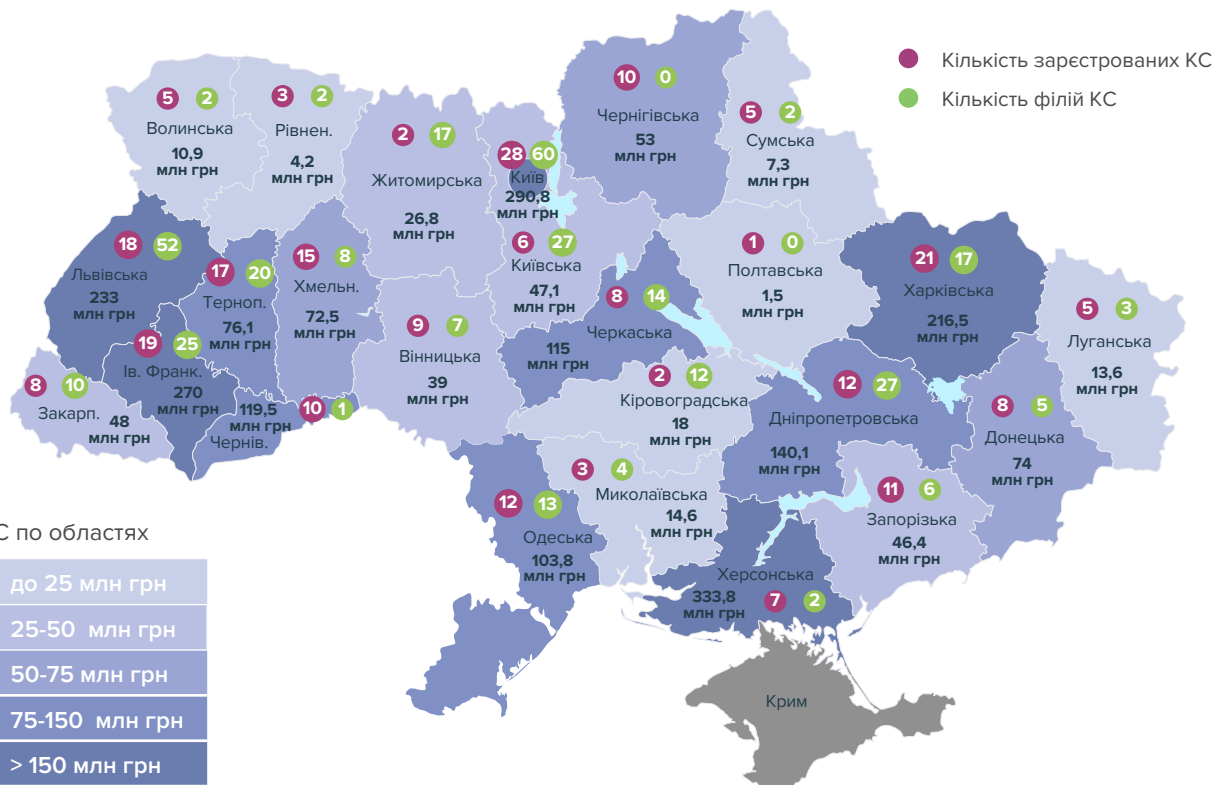 Кількість зарєстрованих КС
Кількість філій КС
5 2
Волинська
10,9
млн грн
3 2
Рівнен.
4,2
млн грн
2 17
Житомирська
26,8
млн грн
28 60
Київ
290,8
млн грн
6 27
Київська
47,1
млн грн
10 0
Чернігівська
53
млн грн
5 2
Сумська
7,3
млн грн
18 52
Львівська
233
млн грн
17 20
Терноп.
76,1
млн грн
15 8
Хмельн.
72,5
млн грн
9 7
Вінницька
39
млн грн
8 14
Черкаська
115
млн грн
1 0
Полтавська
1,5
млн грн
21 17
Харківська
216,5
млн грн
5 3
Луганська
13,6
млн грн
19 25
Ів. Франк.
270
млн грн
8 10
Закарп.
48
млн грн
119,5
млн грн
10 1
Чернів.
2 12
Кіровоградська
18
млн грн
12 27
Дніпропетровська
140,1
млн грн
8 5
Донецька
74
млн грн
3 4
Миколаївська
14,6
млн грн
11 6
Запорізька
46,4
млн грн
12 13
Одеська
103,8
млн грн
Херсонська
333,8
млн грн
7 2
Крим
С по областях
до 25 млн грн
25-50 млн грн
50-75 млн грн
75-150 млн грн
> 150 млн грн